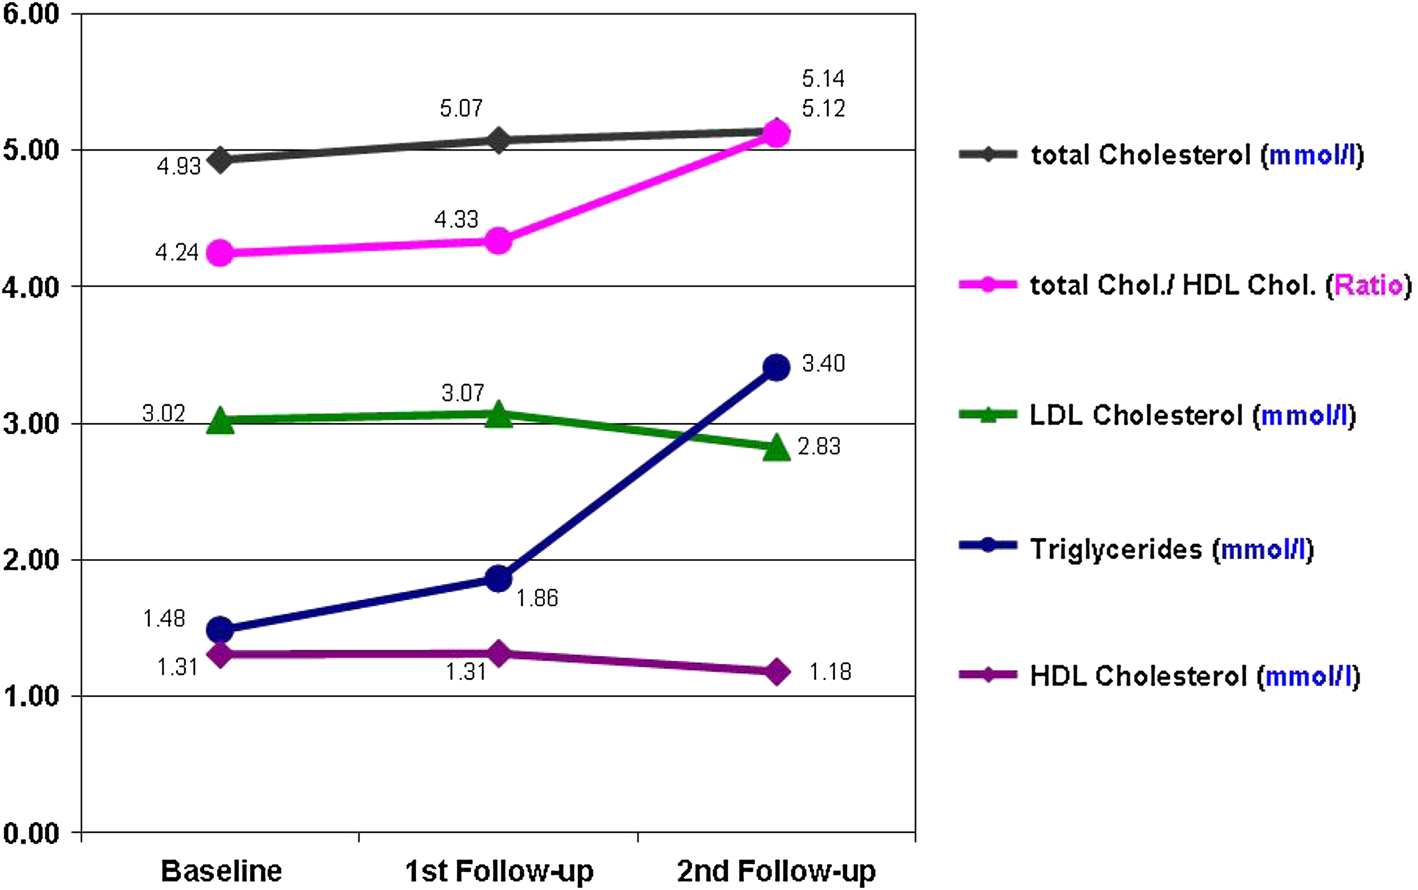 6.00
5.00
4.00
3.00
2.00
1.00
0.00
4.93
5.07
5.14
5.12
4.24
4.33
3.02
3.07
2.83
1.48
1.86
3.40
1.31
1.31
1.18
Baseline
1st Follow-up
2nd Follow-up
total Cholesterol (mmol/l)
total Chol./ HDL Chol. (Ratio)
LDL Cholesterol (mmol/l)
Triglycerides (mmol/l)
HDL Cholesterol (mmol/l)